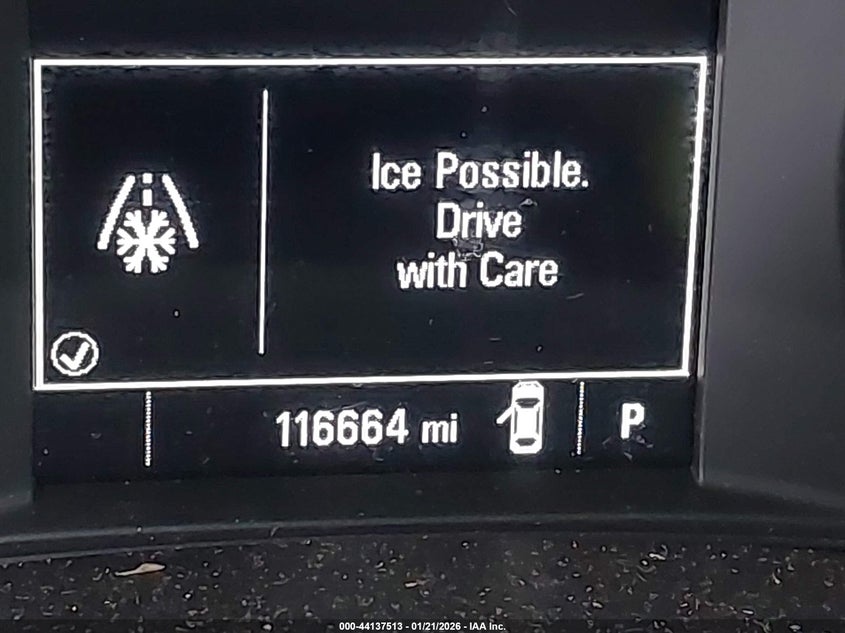 Ice Possible.
Drive
with Care
116664 mi
P
000-44137513 - 01/21/2026 - IAA Inc.